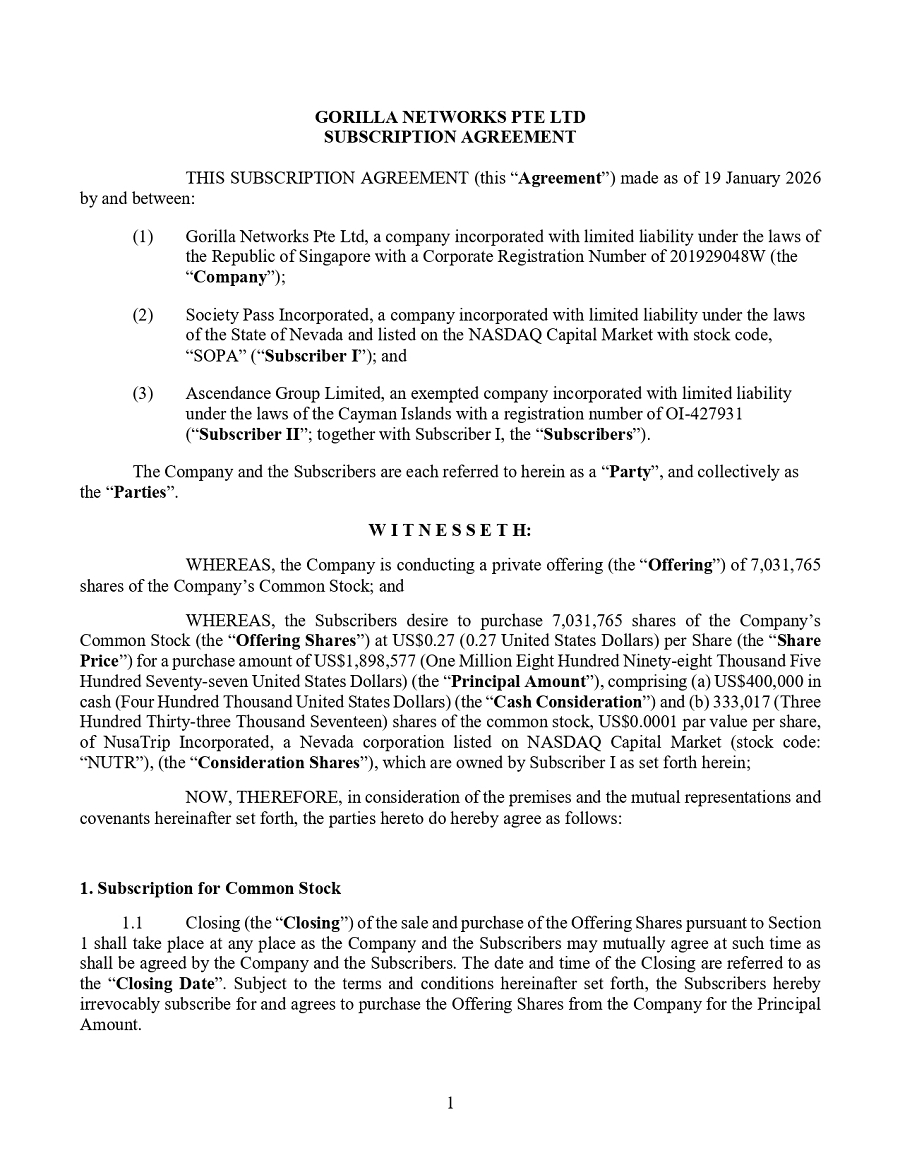 GORILLA NETWORKS PTE LTD
SUBSCRIPTION AGREEMENT
THIS SUBSCRIPTION AGREEMENT (this “Agreement”) made as of 19 January 2026
by and between:
(1) Gorilla Networks Pte Ltd, a company incorporated with limited liability under the laws of
the Republic of Singapore with a Corporate Registration Number of 201929048W (the
“Company”);
(2) Society Pass Incorporated, a company incorporated with limited liability under the laws
of the State of Nevada and listed on the NASDAQ Capital Market with stock code,
“SOPA” (“Subscriber I”); and
(3) Ascendance Group Limited, an exempted company incorporated with limited liability
under the laws of the Cayman Islands with a registration number of OI-427931
(“Subscriber II”; together with Subscriber I, the “Subscribers”).
The Company and the Subscribers are each referred to herein as a “Party”, and collectively as
the “Parties”.
W I T N E S S E T H:
WHEREAS, the Company is conducting a private offering (the “Offering”) of 7,031,765
shares of the Company’s Common Stock; and
WHEREAS, the Subscribers desire to purchase 7,031,765 shares of the Company’s
Common Stock (the “Offering Shares”) at US$0.27 (0.27 United States Dollars) per Share (the “Share
Price”) for a purchase amount of US$1,898,577 (One Million Eight Hundred Ninety-eight Thousand Five
Hundred Seventy-seven United States Dollars) (the “Principal Amount”), comprising (a) US$400,000 in
cash (Four Hundred Thousand United States Dollars) (the “Cash Consideration”) and (b) 333,017 (Three
Hundred Thirty-three Thousand Seventeen) shares of the common stock, US$0.0001 par value per share,
of NusaTrip Incorporated, a Nevada corporation listed on NASDAQ Capital Market (stock code:
“NUTR”), (the “Consideration Shares”), which are owned by Subscriber I as set forth herein;
NOW, THEREFORE, in consideration of the premises and the mutual representations and
covenants hereinafter set forth, the parties hereto do hereby agree as follows:
1. Subscription for Common Stock
1.1 Closing (the “Closing”) of the sale and purchase of the Offering Shares pursuant to Section
1 shall take place at any place as the Company and the Subscribers may mutually agree at such time as
shall be agreed by the Company and the Subscribers. The date and time of the Closing are referred to as
the “Closing Date”. Subject to the terms and conditions hereinafter set forth, the Subscribers hereby
irrevocably subscribe for and agrees to purchase the Offering Shares from the Company for the Principal
Amount.
1